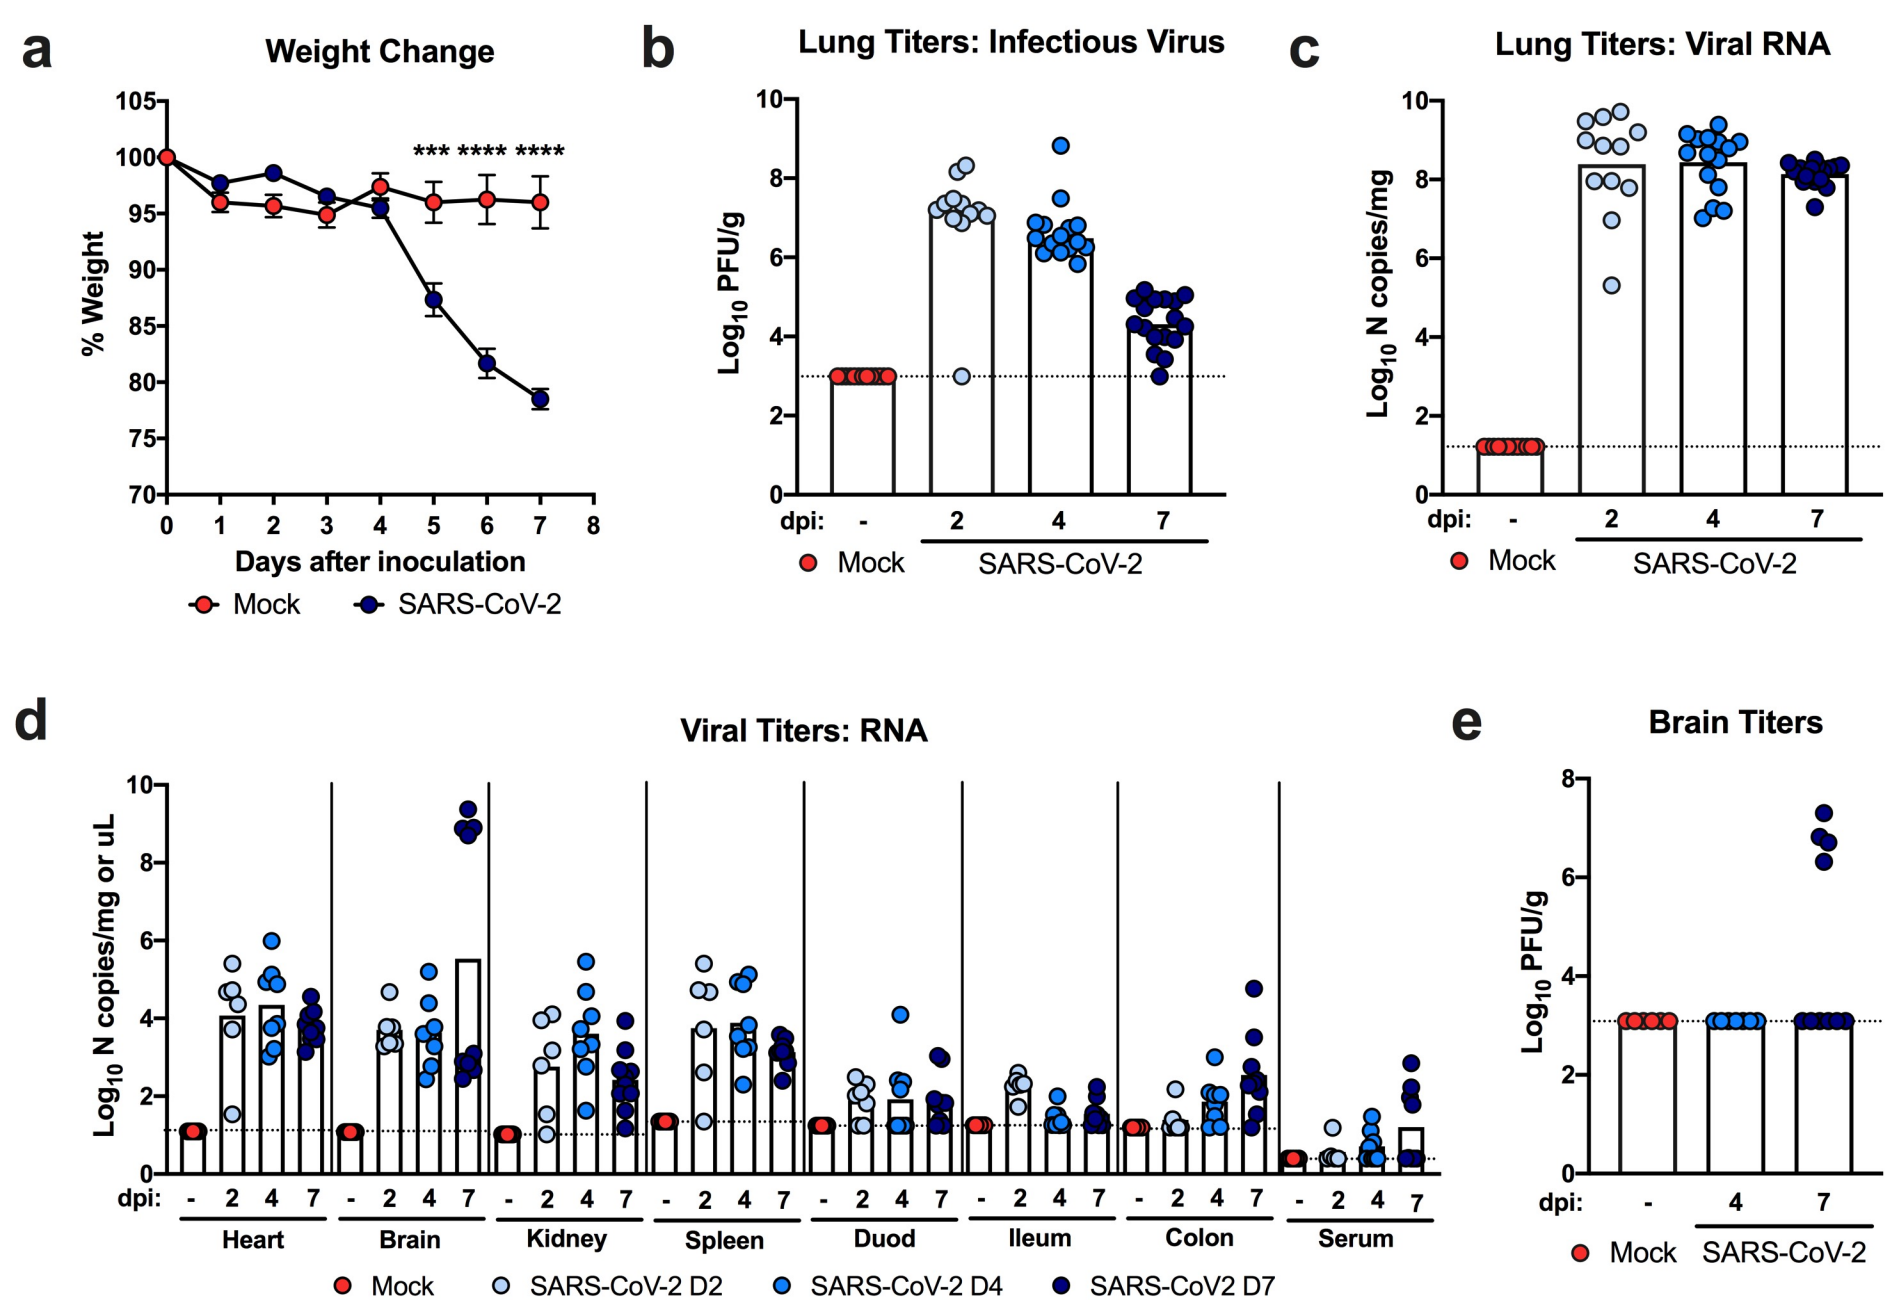 a
Weight Change
105
100
95
90
85
80
75
70
% Weight
*** **** ****
0 1 2 3 4 5 6 7 8
Days after inoculation
Mock SARS-CoV-2
b
Lung Titers: Infectious Virus
10
8
6
4
2
0
Log10 PFU/g
dpi: - 2 4 7
Mock SARS-CoV-2
c
Lung Titers: Viral RNA
10
8
6
4
2
0
Log10 N copies/mg
dpi: - 2 4 7
Mock SARS-CoV-2
d
Viral Titers: RNA
10
8
6
4
2
0
Log10 N copies/mg or uL
dpi: - 2 4 7 - 2 4 7 - 2 4 7 - 2 4 7 - 2 4 7 - 2 4 7 - 2 4 7 - 2 4 7
Heart Brain Kidney Spleen Duod Ileum Colon Serum
Mock SARS-CoV-2 D2 SARS-CoV-2 D4 SARS-CoV2 D7
e
Brain Titers
8
6
4
2
0
Log10 PFU/g
dpi: - 4 7
Mock SARS-CoV-2